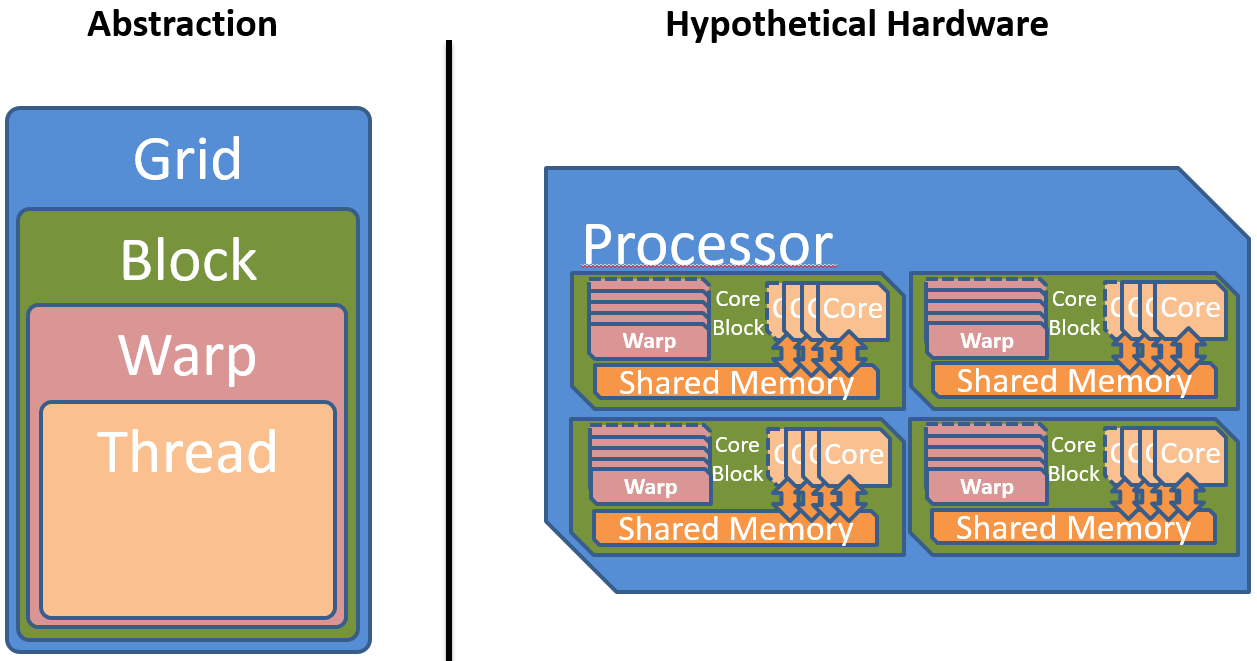 Abstraction
Hypothetical Hardware
Grid
Block
Warp
Thread
Processor
Warp
Core
Block
C
C
C
Core
Shared Memory
Warp
Core
Block
C
C
C
Core
Shared Memory
Warp
Core
Block
C
C
C
Core
Shared Memory
Warp
Core
Block
C
C
C
Core
Shared Memory